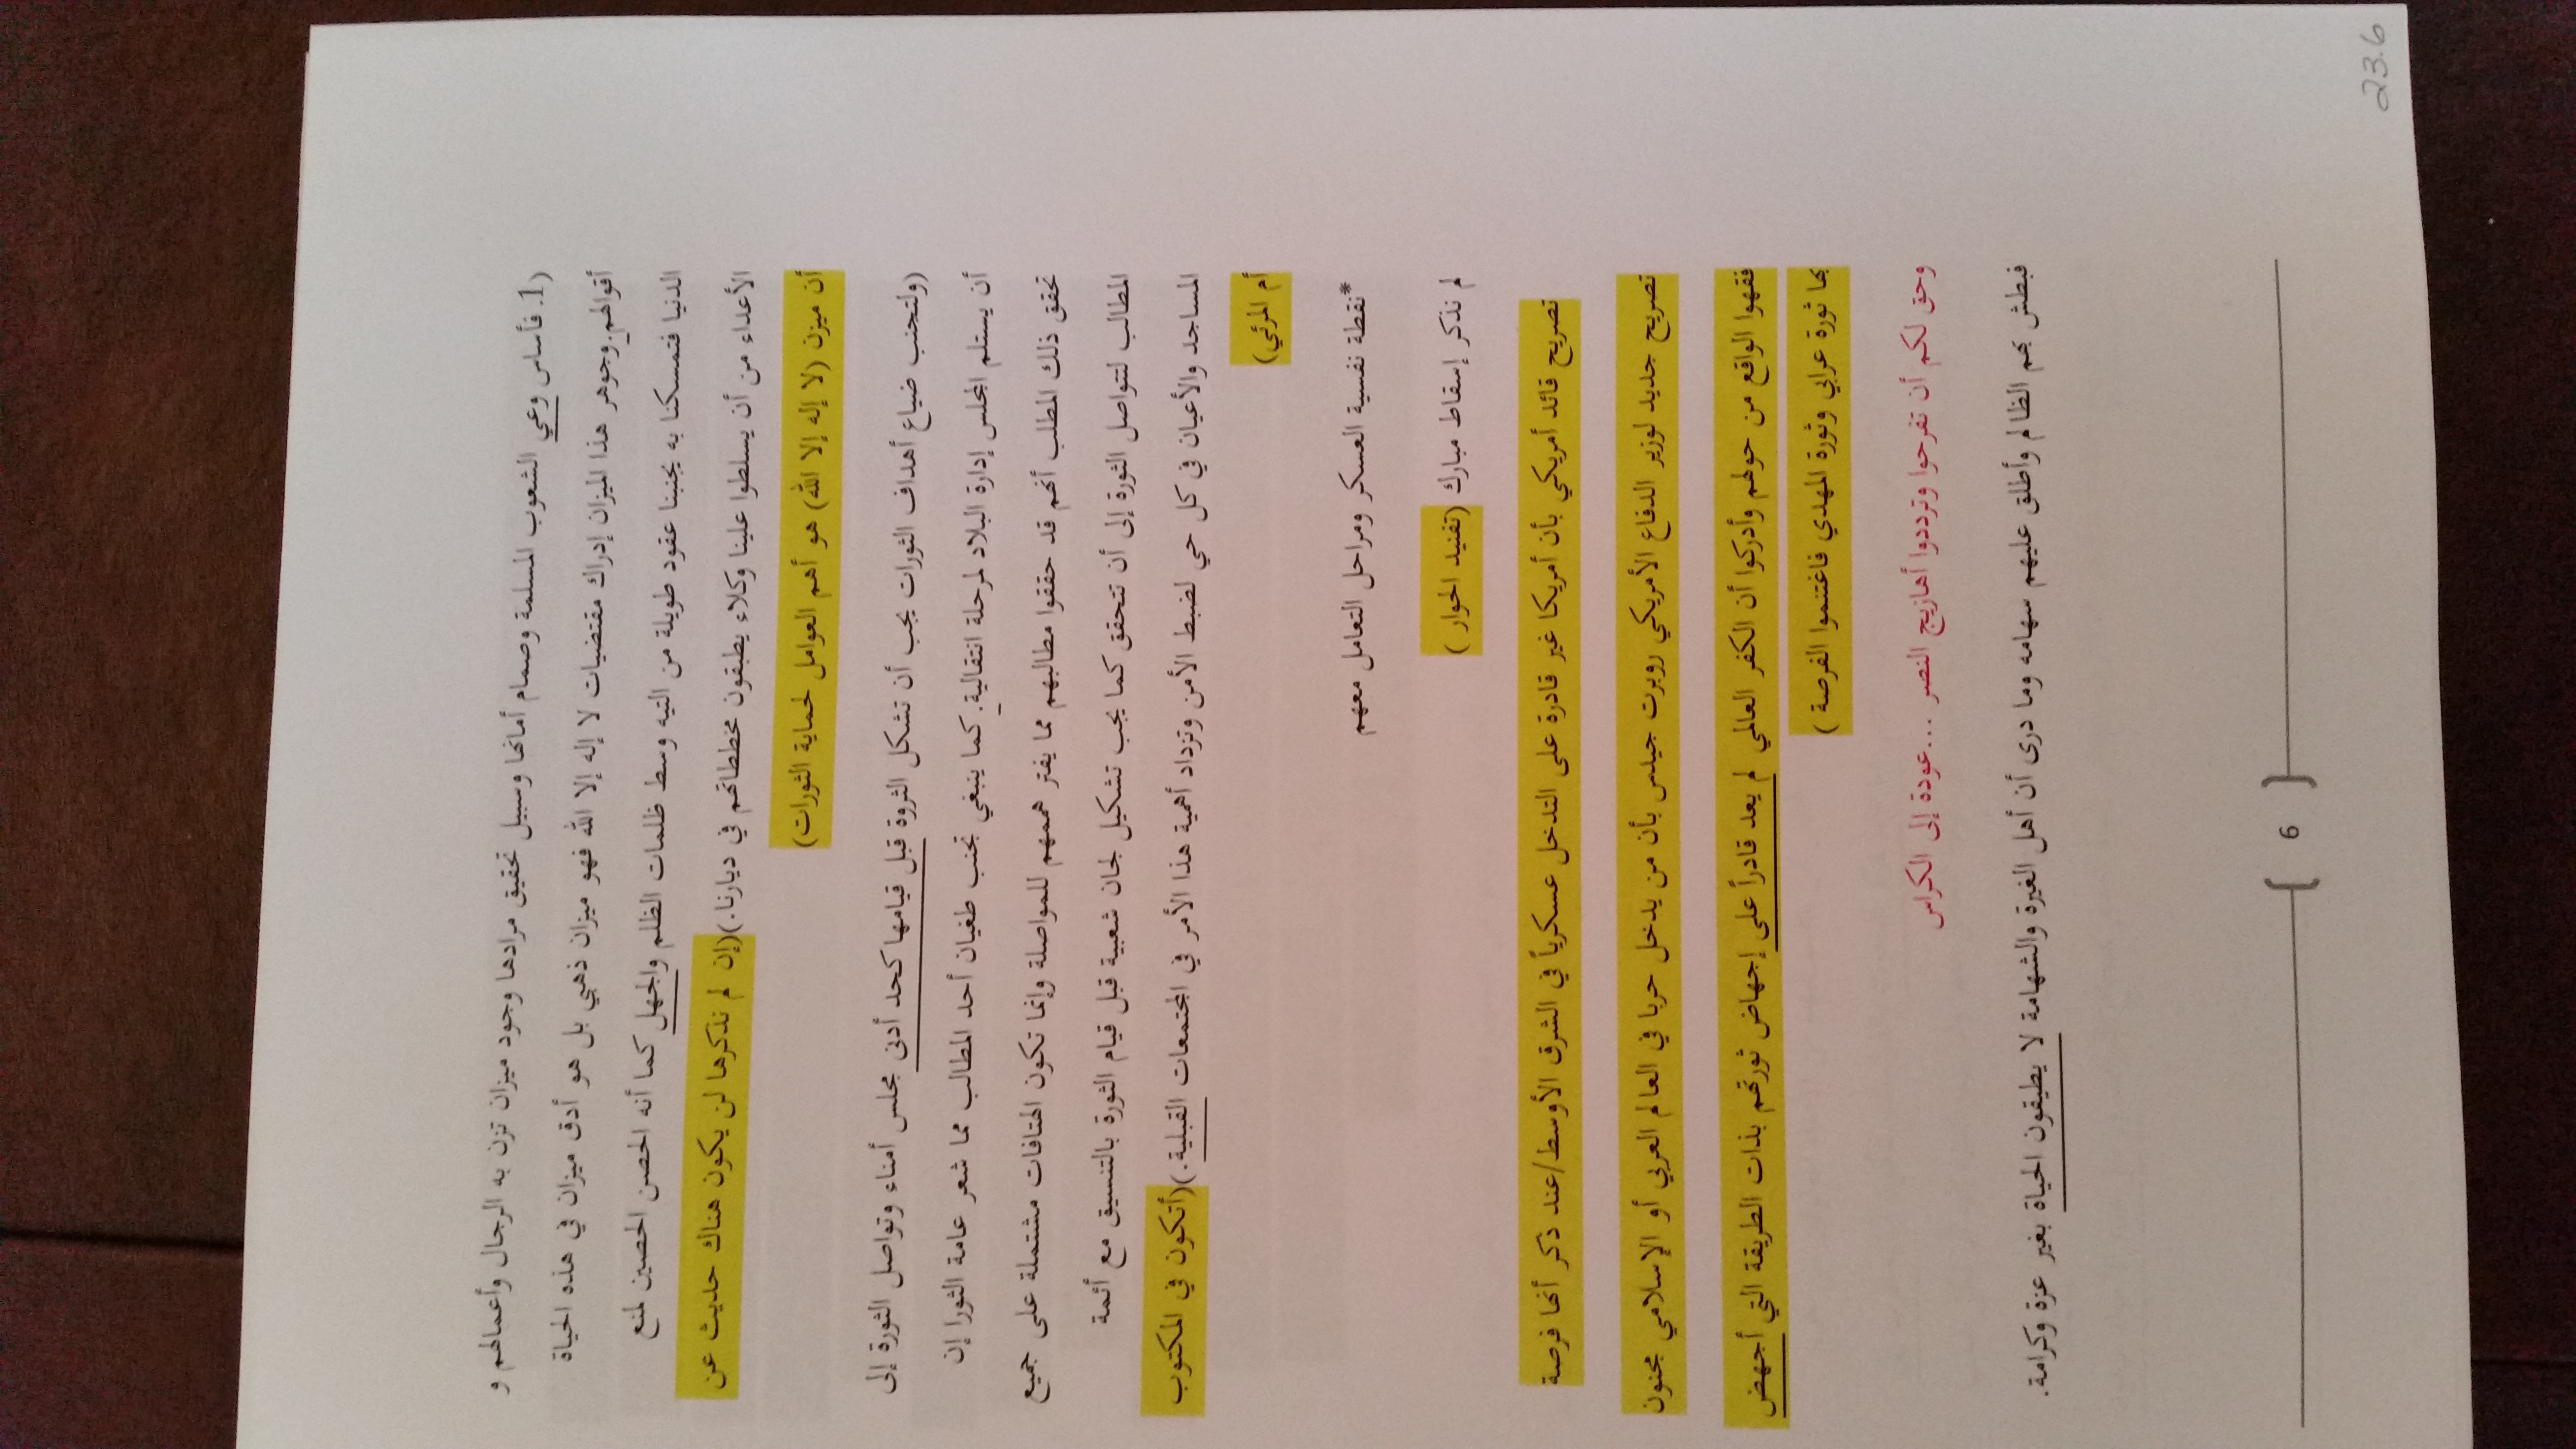 23.6
(1. فأساس وعي الشعوب المسلمة وصمام أمانها وسبيل تحقيق مرادها وجود ميزان تزن به الرجال وأعمالهم و
أقوالهم. وجوهر هذا الميزان إدراك مقتضيات لا إله إلا الله فهو ميزان ذهبي بل هو أدق ميزان في هذه الحياة
الدنيا فتمسكنا به يجنبنا عقود طويلة من التيه وسط ظلمات الظلم والجهل كما أنه الحصن الحصين لمنع
الأعداء من أن يسلطوا علينا وكلاء يطبقون مخططاتهم في ديارنا.)(إن لم نذكرها لن يكون هناك حديث عن
أن ميزن (لا إله إلا الله) هو أهم العوامل لحماية الثورات)
(ولتجنب ضياع أهداف الثورات يجب أن تشكل الثروة قبل قيامها كحد أدنى مجلس أمناء وتواصل الثورة إلى
أن يستلم المجلس إدارة البلاد لمرحلة انتقالية. كما ينبغي تجنب طغيان أحد المطالب مما شعر عامة الثورا إن
تحقق ذلك المطلب أنهم قد حققوا مطالبهم مما يفتر هممهم للمواصلة وإنما تكون الهتافات مشتملة على جميع
المطالب لتتواصل الثورة إلى أن تتحقق كما يجب تشكيل لجان شعبية قبل قيام الثورة بالتنسيق مع أئمة
المساجد والأعيان في كل حي لضبط الأمن وتزداد أهمية هذا الأمر في المجتمعات القبلية.)(أتكون في المكتوب
أم المرئي)
*نقطة نفسية العسكر ومراحل التعامل معهم
لم نذكر إسقاط مبارك (تفنيد الحوار )
تصريح قائد أمريكي بأن أمريكا غير قادرة على التدخل عسكرياً في الشرق الأوسط/عند ذكر أنها فرصة
تصريح جديد لوزير الدفاع الأمريكي روبرت جيلس بأن من يدخل حربا في العالم العربي أو الإسلامي مجنون
ففقهوا الواقع من حولهم وأدركوا أن الكفر العالمي لم يعد قادراً على إجهاض ثورتهم بذات الطريقة التي أجهض
بها ثورة عرابي وثورة المهدي فاغتنموا الفرصة )
وحق لكم أن تفرحوا وترددوا أهازيج النصر ...عودة إلى الكراس
فبطش بهم الظالم وأطلق عليهم سهامه وما درى أن أهل الغيرة والشهامة لا يطيقون الحياة بغير عزة وكرامة.
6